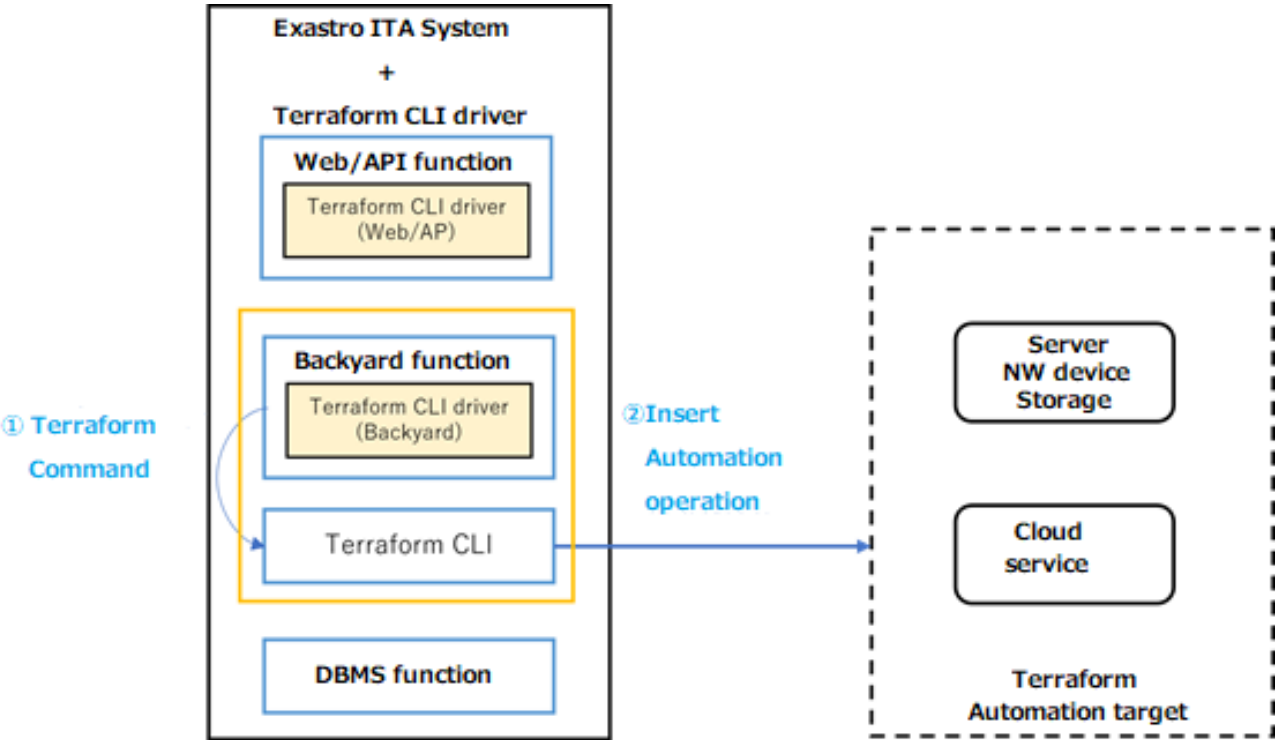 Exastro ITA System
+
Terraform CLI driver
Web/API function
Terraform CLI driver
(Web/AP)
Backyard function
Terraform CLI driver
(Backyard)
① Terraform
Command
Terraform CLI
DBMS function
②Insert
Automation
operation
Server
NW device
Storage
Cloud
service
Terraform
Automation target